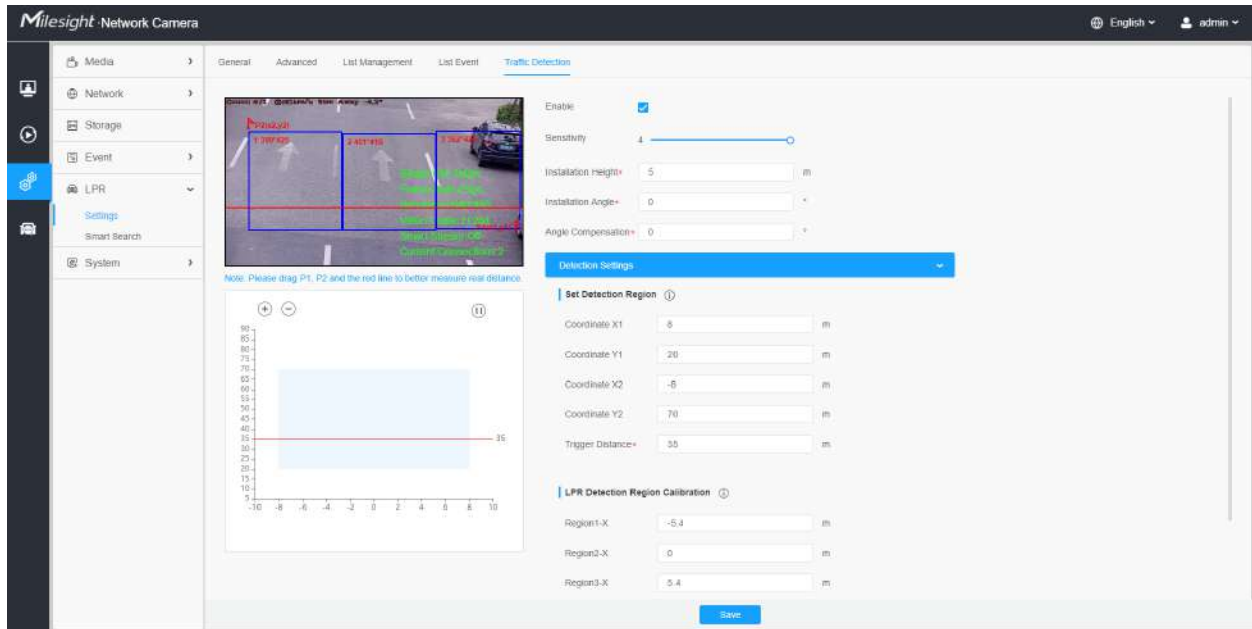 Milesight Network Camera
English
admin
Media
Network
Storage
Event
LPR
Settings
Smart Search
System
General Advanced List Management List Event Traffic Detection
Note: Please drag P1, P2 and the red line to better measure real distance.
90
85
80
75
70
65
60
55
50
45
40
35
30
25
20
15
10
5
35
-10 -8 -6 -4 -2 0 2 4 6 8 10
Enable
Sensitivity 4
Installation Height* 5 m
Installation Angle* 0 °
Angle Compensation* 0 °
Detection Settings
Set Detection Region
Coordinate X1 8 m
Coordinate Y1 20 m
Coordinate X2 -8 m
Coordinate Y2 70 m
Trigger Distance* 35 m
LPR Detection Region Calibration
Region1-X -5.4 m
Region2-X 0 m
Region3-X 5.4 m
Save